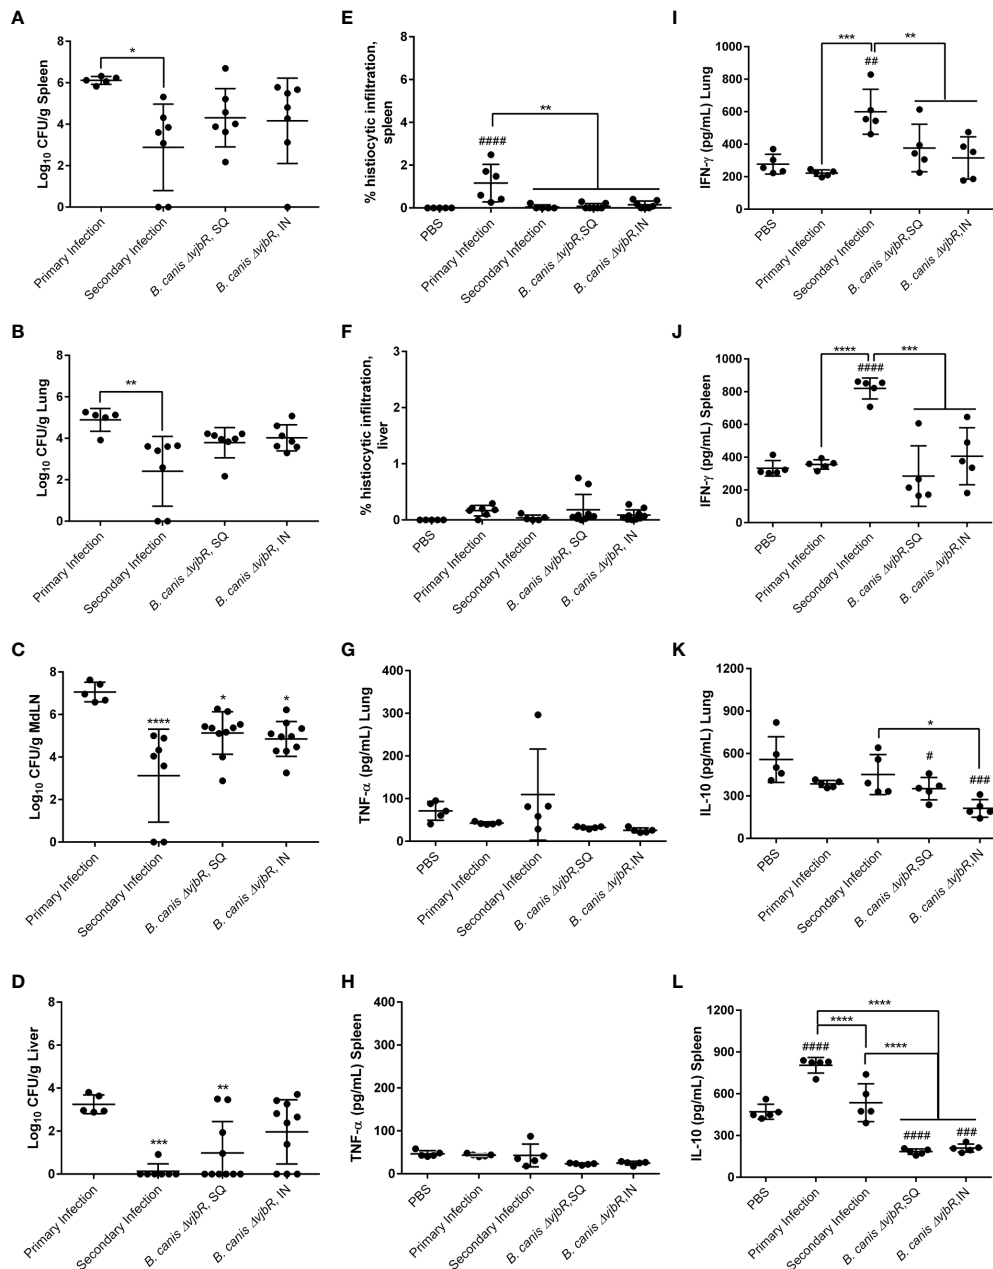 A
Log10 CFU/g Spleen
8
6
4
2
0
*
Primary Infection
Secondary Infection
B. canis ΔvjbR, SQ
B. canis ΔvjbR, IN
E
% histiocytic infiltration,
spleen
8
6
4
2
0
####
**
PBS
Primary Infection
Secondary Infection
B. canis ΔvjbR, SQ
B. canis ΔvjbR, IN
I
IFN-γ (pg/mL) Lung
1000
800
600
400
200
0
***
**
##
PBS
Primary Infection
Secondary Infection
B. canis ΔvjbR,SQ
B. canis ΔvjbR,IN
B
Log10 CFU/g Lung
8
6
4
2
0
**
Primary Infection
Secondary Infection
B. canis ΔvjbR, SQ
B. canis ΔvjbR, IN
F
% histiocytic infiltration,
liver
3
2
1
0
PBS
Primary Infection
Secondary Infection
B. canis ΔvjbR, SQ
B. canis ΔvjbR, IN
J
IFN-γ (pg/mL) Spleen
1000
800
600
400
200
0
****
***
####
PBS
Primary Infection
Secondary Infection
B. canis ΔvjbR,SQ
B. canis ΔvjbR,IN
C
Log10 CFU/g MdLN
8
6
4
2
0
****
*
*
Primary Infection
Secondary Infection
B. canis ΔvjbR, SQ
B. canis ΔvjbR, IN
G
TNF-α (pg/mL) Lung
400
300
200
100
0
PBS
Primary Infection
Secondary Infection
B. canis ΔvjbR,SQ
B. canis ΔvjbR,IN
K
IL-10 (pg/mL) Lung
1200
900
600
300
0
*
#
###
PBS
Primary Infection
Secondary Infection
B. canis ΔvjbR,SQ
B. canis ΔvjbR,IN
D
Log10 CFU/g Liver
8
6
4
2
0
***
**
Primary Infection
Secondary Infection
B. canis ΔvjbR, SQ
B. canis ΔvjbR, IN
H
TNF-α (pg/mL) Spleen
400
300
200
100
0
PBS
Primary Infection
Secondary Infection
B. canis ΔvjbR,SQ
B. canis ΔvjbR,IN
L
IL-10 (pg/mL) Spleen
1200
900
600
300
0
****
****
####
****
####
###
PBS
Primary Infection
Secondary Infection
B. canis ΔvjbR,SQ
B. canis ΔvjbR,IN